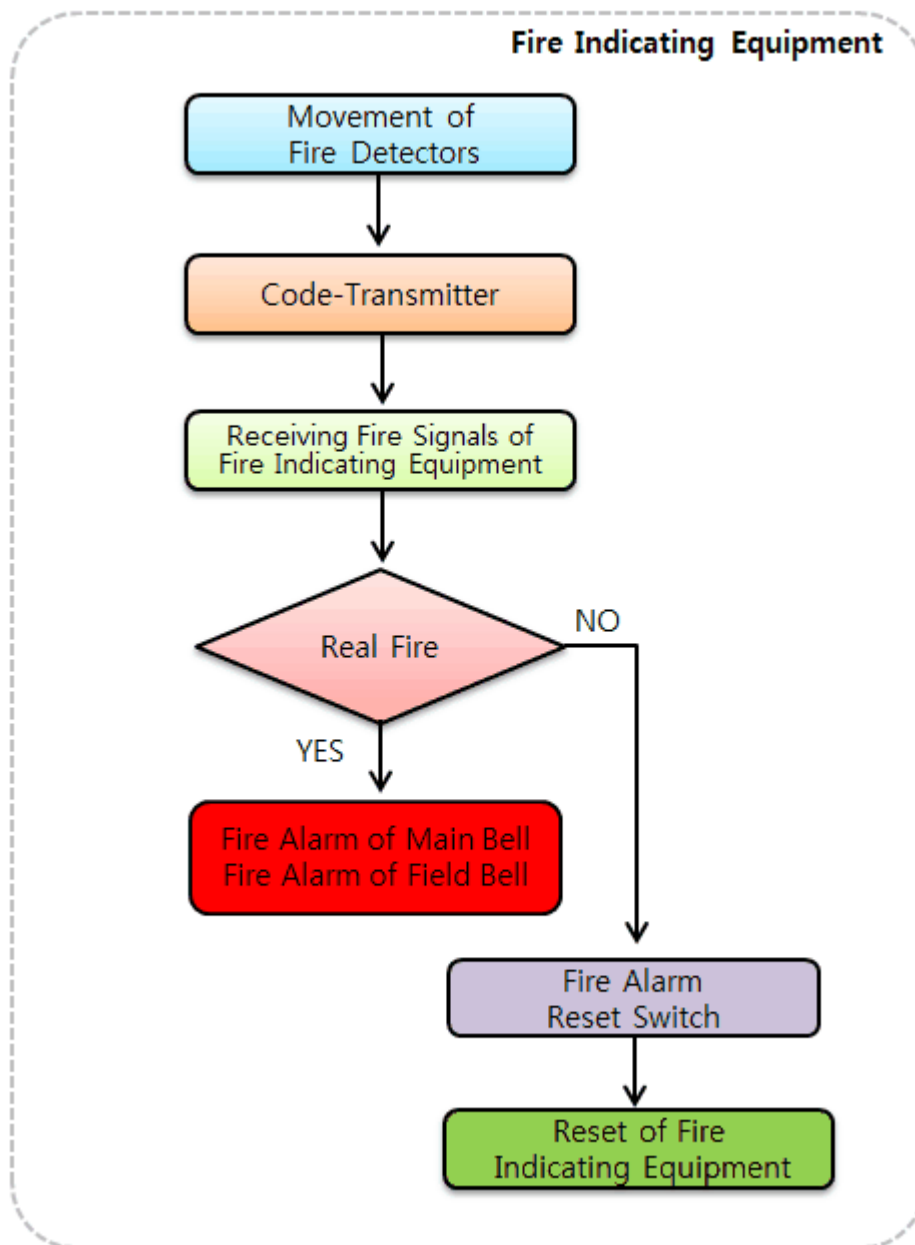 Fire Indicating Equipment
Movement of
Fire Detectors
Code-Transmitter
Receiving Fire Signals of
Fire Indicating Equipment
Real Fire
NO
YES
Fire Alarm of Main Bell
Fire Alarm of Field Bell
Fire Alarm
Reset Switch
Reset of Fire
Indicating Equipment